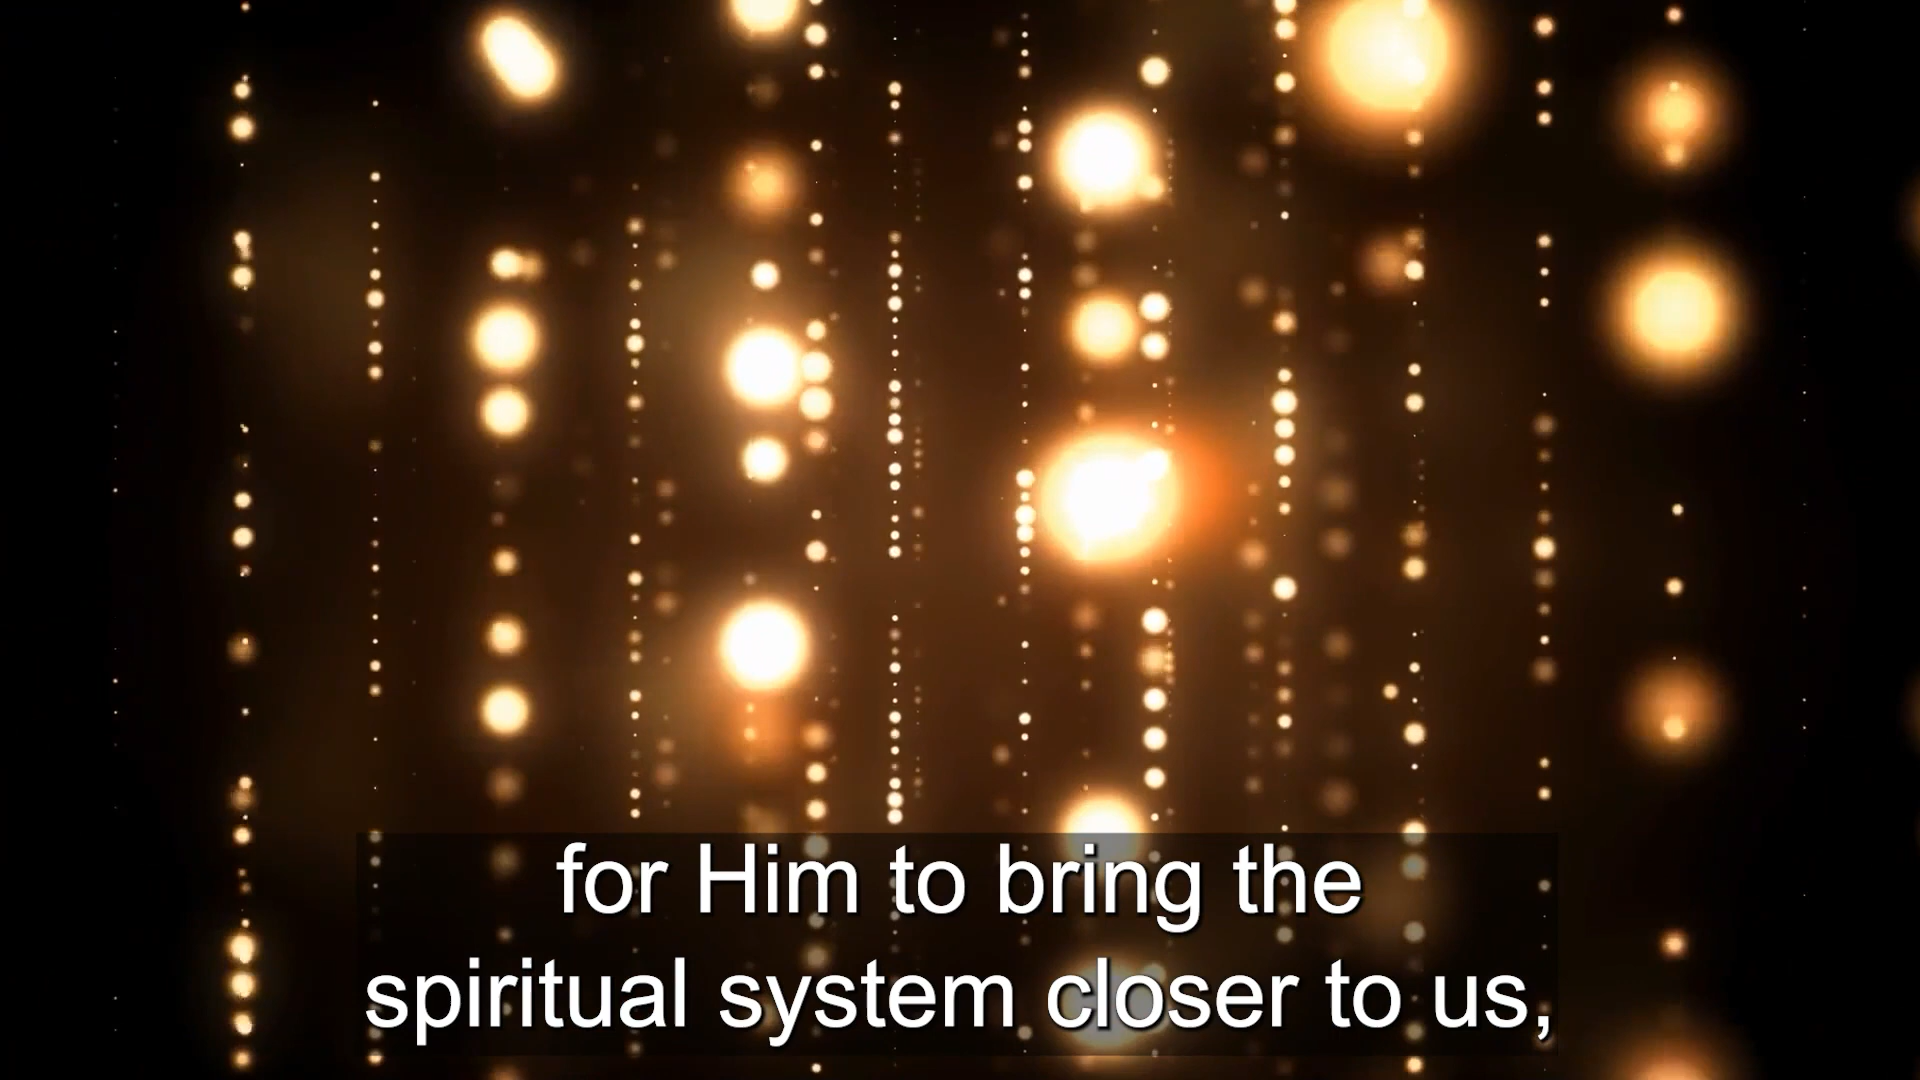 for Him to bring the
spiritual system closer to us,